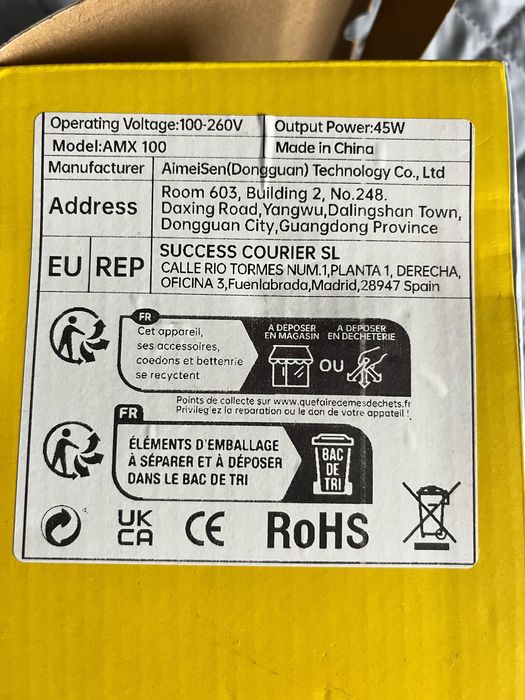 Operating Voltage:100-260V Output Power:45W
Model:AMX 100 Made in China
Manufacturer AimeiSen(Dongguan) Technology Co., Ltd
Address
Room 603, Building 2, No.248.
Daxing Road,Yangwu,Dalingshan Town,
Dongguan City,Guangdong Province
EU REP
SUCCESS COURIER SL
CALLE RIO TORMES NUM.1,PLANTA 1, DERECHA,
OFICINA 3,Fuenlabrada,Madrid,28947 Spain
FR
Cet appareil,
ses accessoires,
coedons et bettenrie
se recyctent
A DEPOSER
EN MAGASIN
OU
A DEPOSER
EN DECHETERIE
Points de collecte sur www.quefairedemesdechets.fr
Privileg'ez la reparation ou le don de votre appareil !
FR
ÉLÉMENTS D'EMBALLAGE
À SÉPARER ET À DÉPOSER
DANS LE BAC DE TRI
BAC
DE
TRI
UK
CA
CE
RoHS